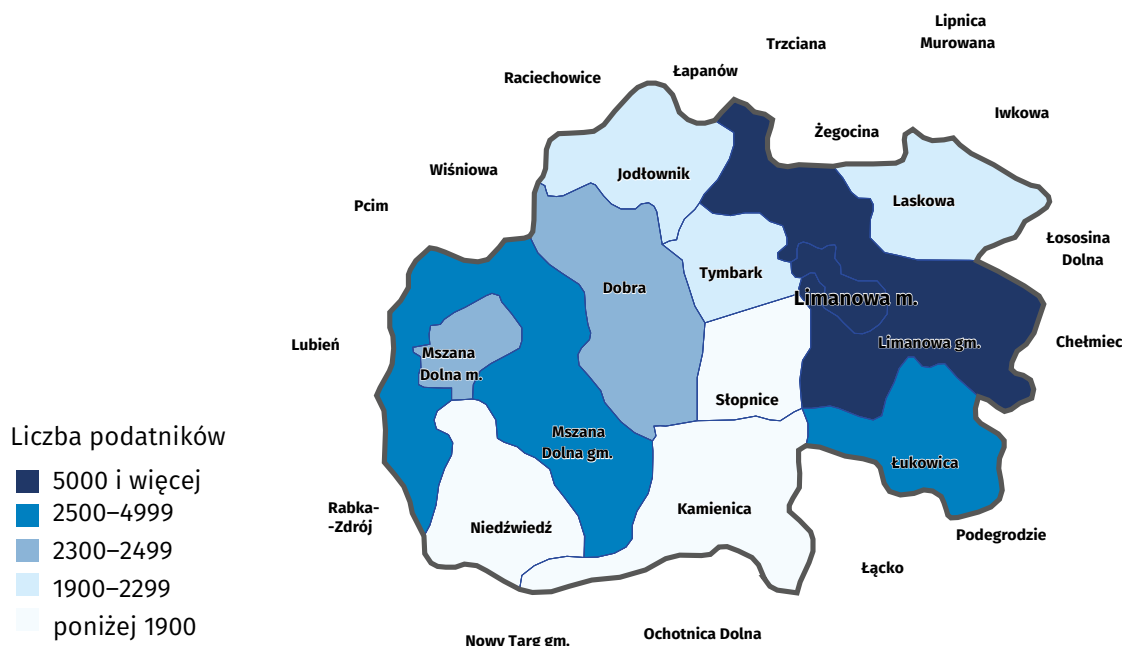 Lipnica
Murowana
Trzciana
Łapanów
Raciechowice
Iwkowa
Żegocina
Wiśniowa
Jodłownik
Laskowa
Pcim
Łososina
Dolna
Tymbark
Dobra
Limanowa m.
Lubień
Limanowa gm.
Chełmiec
Mszana
Dolna m.
Słopnice
Mszana
Dolna gm.
Łukowica
Rabka-
-Zdrój
Niedźwiedź
Kamienica
Podegrodzie
Łącko
Ochotnica Dolna
Nowy Targ gm.
Liczba podatników
5000 i więcej
2500–4999
2300–2499
1900–2299
poniżej 1900